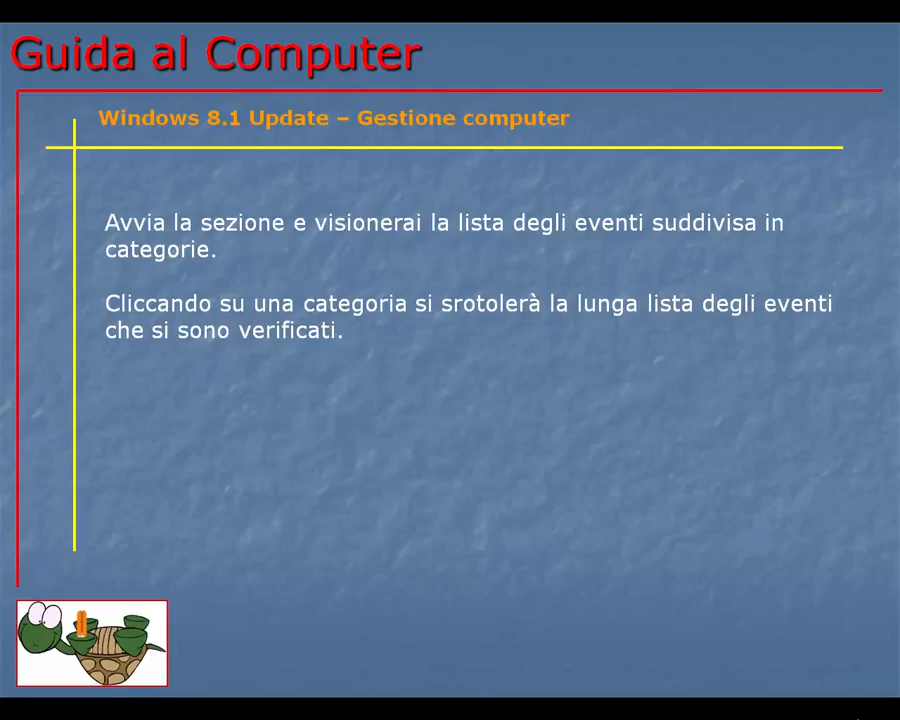 Guida al Computer
Windows 8.1 Update – Gestione computer
Avvia la sezione e visionerai la lista degli eventi suddivisa in
categorie.
Cliccando su una categoria si srotolerà la lunga lista degli eventi
che si sono verificati.